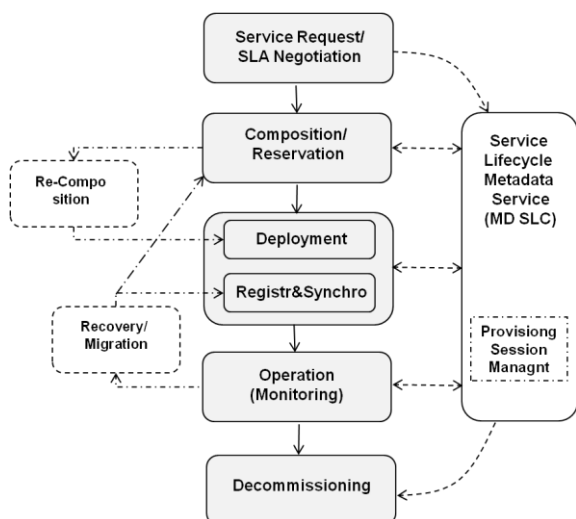 Service Request/
SLA Negotiation
Composition/
Reservation
Service
Lifecycle
Metadata
Service
(MD SLC)
Re-Compo
sition
Deployment
Registr&Synchro
Recovery/
Migration
Provisiong
Session
Managnt
Operation
(Monitoring)
Decommissioning